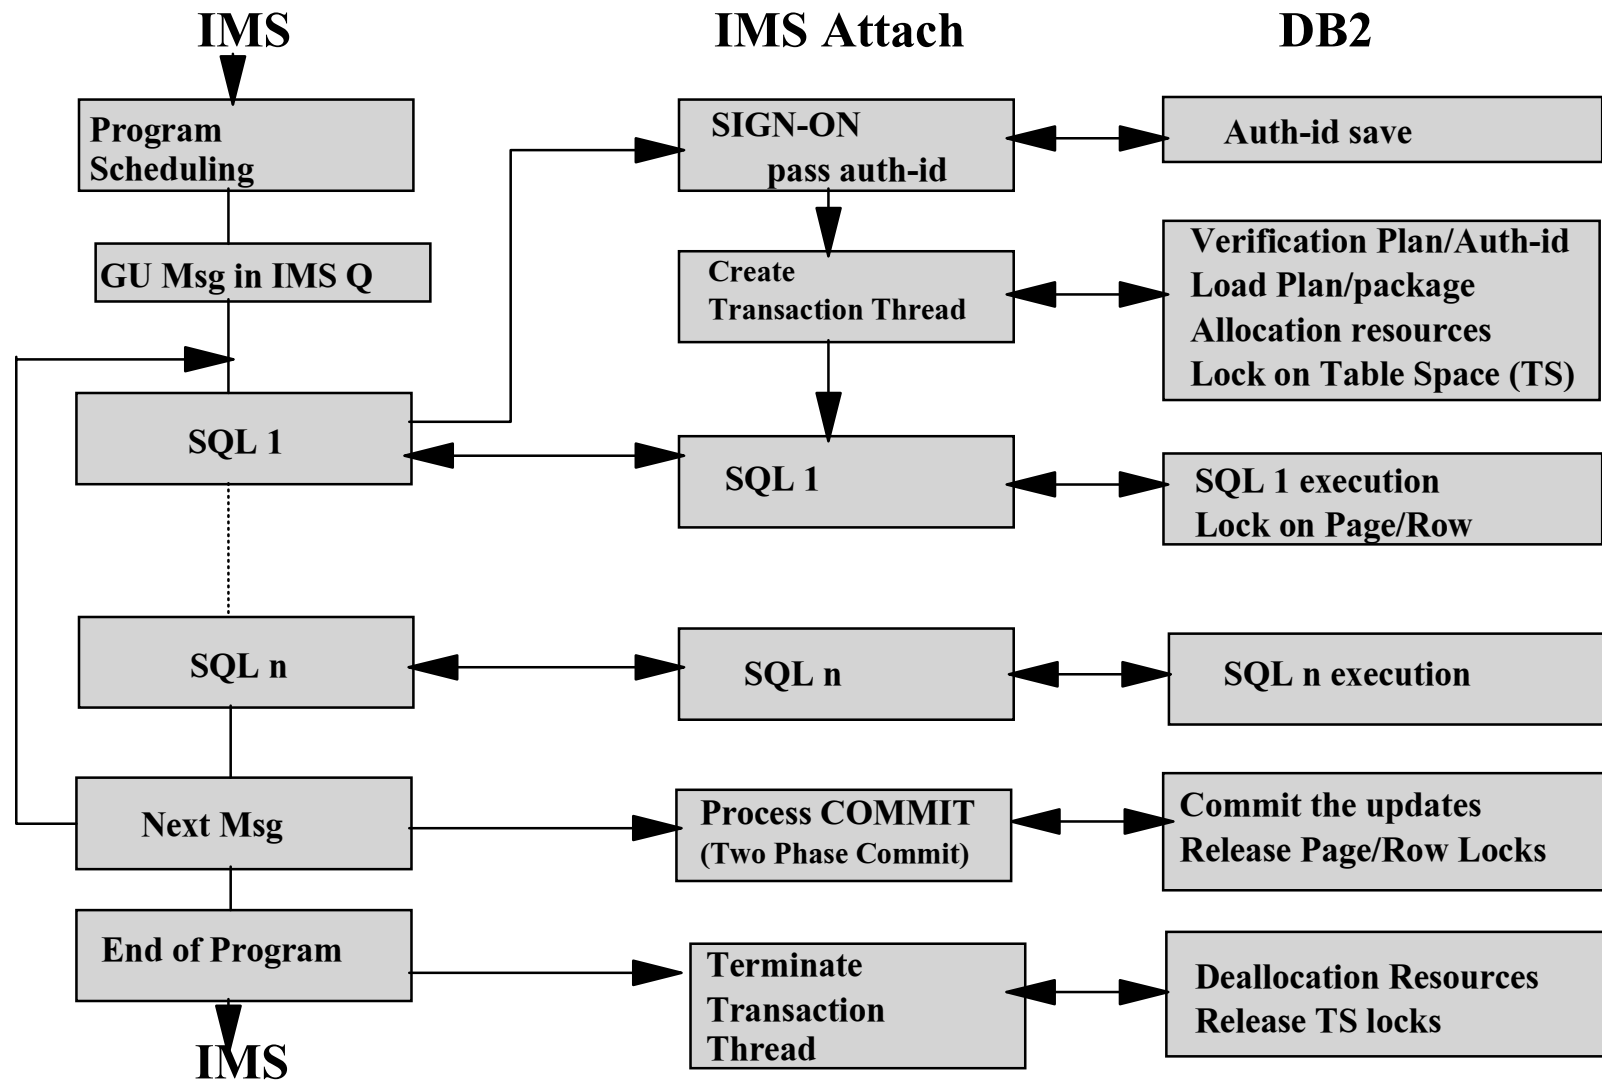 IMS
IMS Attach
DB2
Program
Scheduling
SIGN-ON
pass auth-id
Auth-id save
GU Msg in IMS Q
Create
Transaction Thread
Verification Plan/Auth-id
Load Plan/package
Allocation resources
Lock on Table Space (TS)
SQL 1
SQL 1
SQL 1 execution
Lock on Page/Row
SQL n
SQL n
SQL n execution
Next Msg
Process COMMIT
(Two Phase Commit)
Commit the updates
Release Page/Row Locks
End of Program
Terminate
Transaction
Thread
Deallocation Resources
Release TS locks
IMS